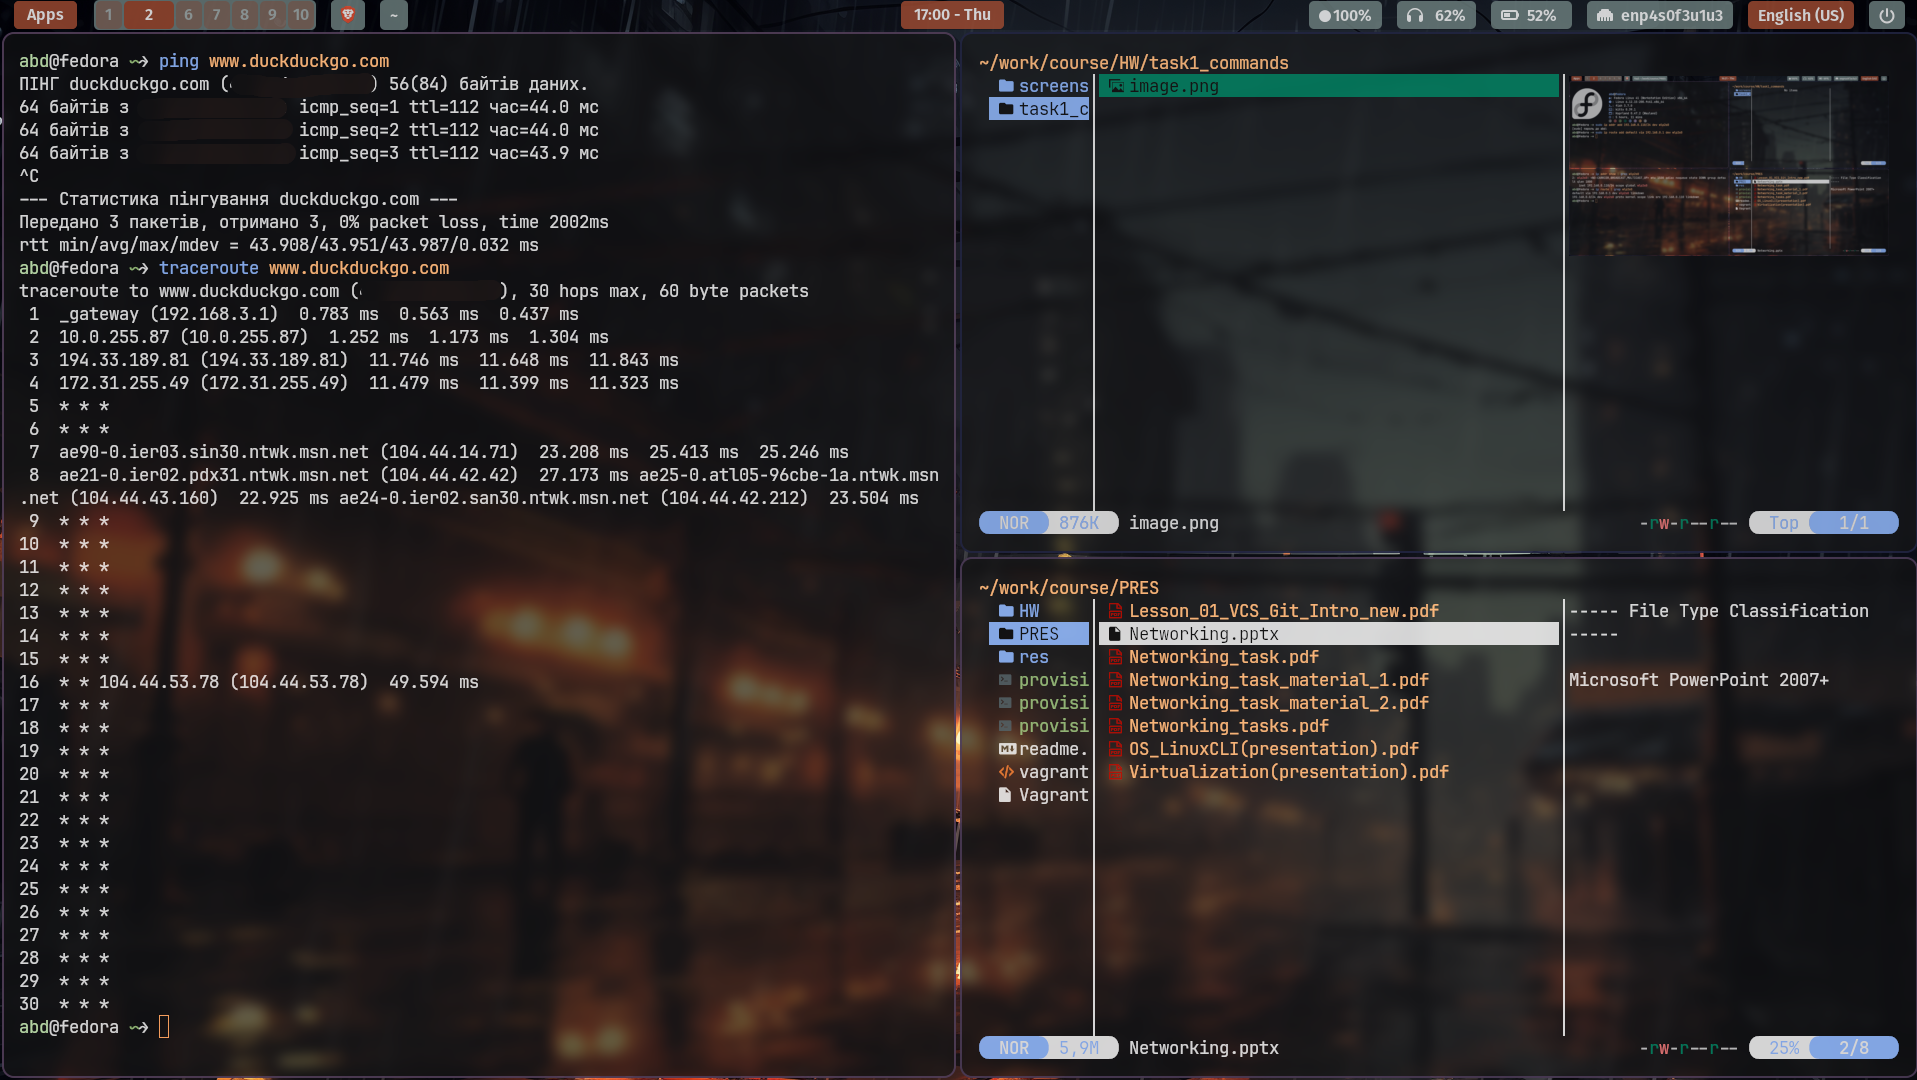 Apps 1 2 6 7 8 9 10 ~ 17:00 - Thu 100% 62% 52% enp4s0f3u1u3 English (US)
abd@fedora ~> ping www.duckduckgo.com
ПІНГ duckduckgo.com ( ) 56(84) байтів даних.
64 байтів з icmp_seq=1 ttl=112 час=44.0 мс
64 байтів з icmp_seq=2 ttl=112 час=44.0 мс
64 байтів з icmp_seq=3 ttl=112 час=43.9 мс
^C
--- Статистика пінгування duckduckgo.com ---
Передано 3 пакетів, отримано 3, 0% packet loss, time 2002ms
rtt min/avg/max/mdev = 43.908/43.951/43.987/0.032 ms
abd@fedora ~> traceroute www.duckduckgo.com
traceroute to www.duckduckgo.com ( ), 30 hops max, 60 byte packets
1 _gateway (192.168.3.1) 0.783 ms 0.563 ms 0.437 ms
2 10.0.255.87 (10.0.255.87) 1.252 ms 1.173 ms 1.304 ms
3 194.33.189.81 (194.33.189.81) 11.746 ms 11.648 ms 11.843 ms
4 172.31.255.49 (172.31.255.49) 11.479 ms 11.399 ms 11.323 ms
5 * * *
6 * * *
7 ae90-0.ier03.sin30.ntwk.msn.net (104.44.14.71) 23.208 ms 25.413 ms 25.246 ms
8 ae21-0.ier02.pdx31.ntwk.msn.net (104.44.42.42) 27.173 ms ae25-0.atl05-96cbe-1a.ntwk.msn
.net (104.44.43.160) 22.925 ms ae24-0.ier02.san30.ntwk.msn.net (104.44.42.212) 23.504 ms
9 * * *
10 * * *
11 * * *
12 * * *
13 * * *
14 * * *
15 * * *
16 * * 104.44.53.78 (104.44.53.78) 49.594 ms
17 * * *
18 * * *
19 * * *
20 * * *
21 * * *
22 * * *
23 * * *
24 * * *
25 * * *
26 * * *
27 * * *
28 * * *
29 * * *
30 * * *
abd@fedora ~>
~/work/course/HW/task1_commands
screens
task1_c
image.png
NOR 876K image.png -rw-r--r-- Top 1/1
~/work/course/PRES
HW
PRES
res
provisi
provisi
provisi
readme.
vagrant
Vagrant
Lesson_01_VCS_Git_Intro_new.pdf
Networking.pptx
Networking_task.pdf
Networking_task_material_1.pdf
Networking_task_material_2.pdf
Networking_tasks.pdf
OS_LinuxCLI(presentation).pdf
Virtualization(presentation).pdf
----- File Type Classification
-----
Microsoft PowerPoint 2007+
NOR 5,9M Networking.pptx -rw-r--r-- 25% 2/8